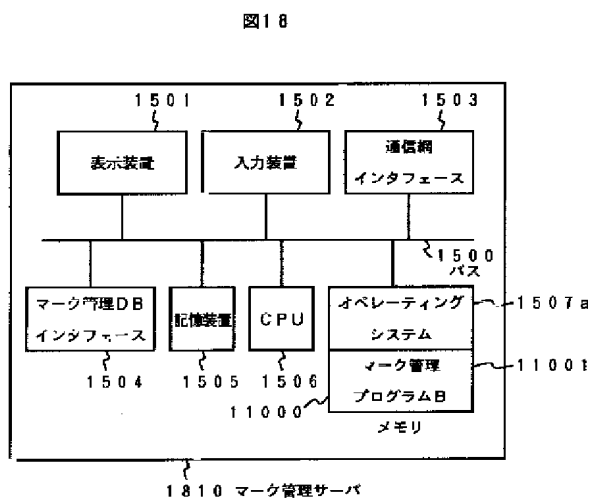 図18
1501
1502
1503
表示装置
入力装置
通信網
インタフェース
1500
バス
マーク管理DB
インタフェース
記憶装置
CPU
オペレーティング
システム
1507a
マーク管理
プログラムB
11001
1504
1505
1506
11000
メモリ
1810 マーク管理サーバ